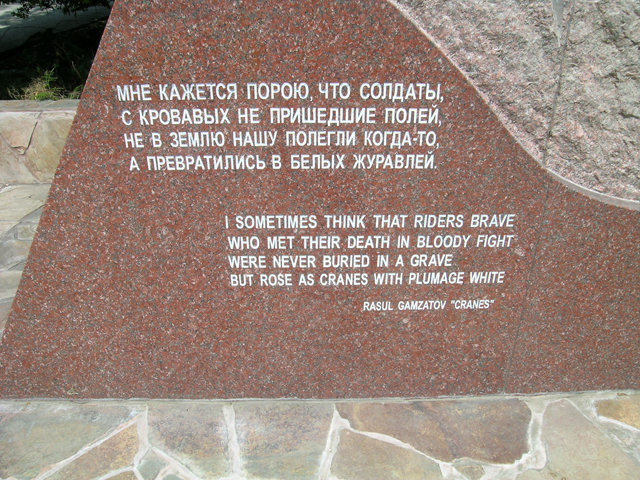 МНЕ КАЖЕТСЯ ПОРОЮ, ЧТО СОЛДАТЫ,
С КРОВАВЫХ НЕ ПРИШЕДШИЕ ПОЛЕЙ,
НЕ В ЗЕМЛЮ НАШУ ПОЛЕГЛИ КОГДА-ТО,
А ПРЕВРАТИЛИСЬ В БЕЛЫХ ЖУРАВЛЕЙ.
I SOMETIMES THINK THAT RIDERS BRAVE
WHO MET THEIR DEATH IN BLOODY FIGHT
WERE NEVER BURIED IN A GRAVE
BUT ROSE AS CRANES WITH PLUMAGE WHITE
RASUL GAMZATOV "CRANES"